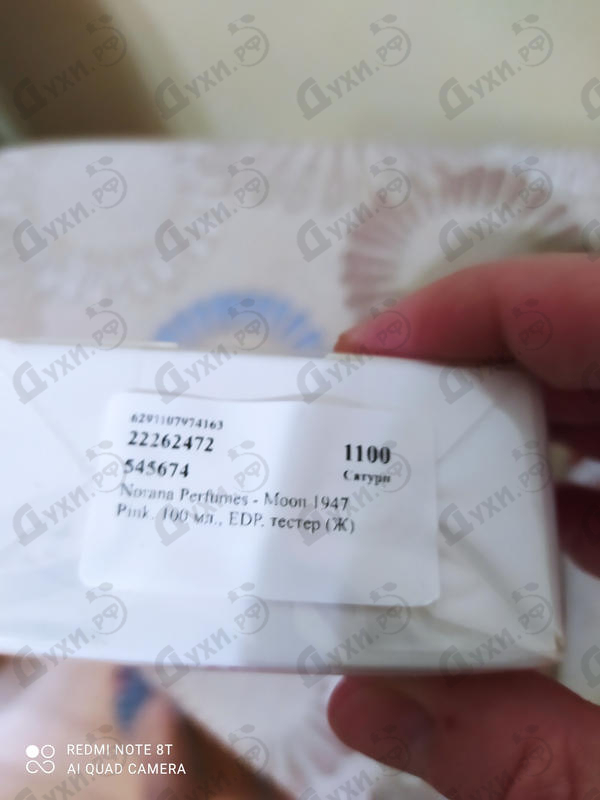 6291107974163
22262472
1100
545674
Сатурн
Norana Perfumes - Moon 1947
Pink. 100 мл., EDP. тестер (Ж)
Духи.рф
REDMI NOTE 8T
AI QUAD CAMERA